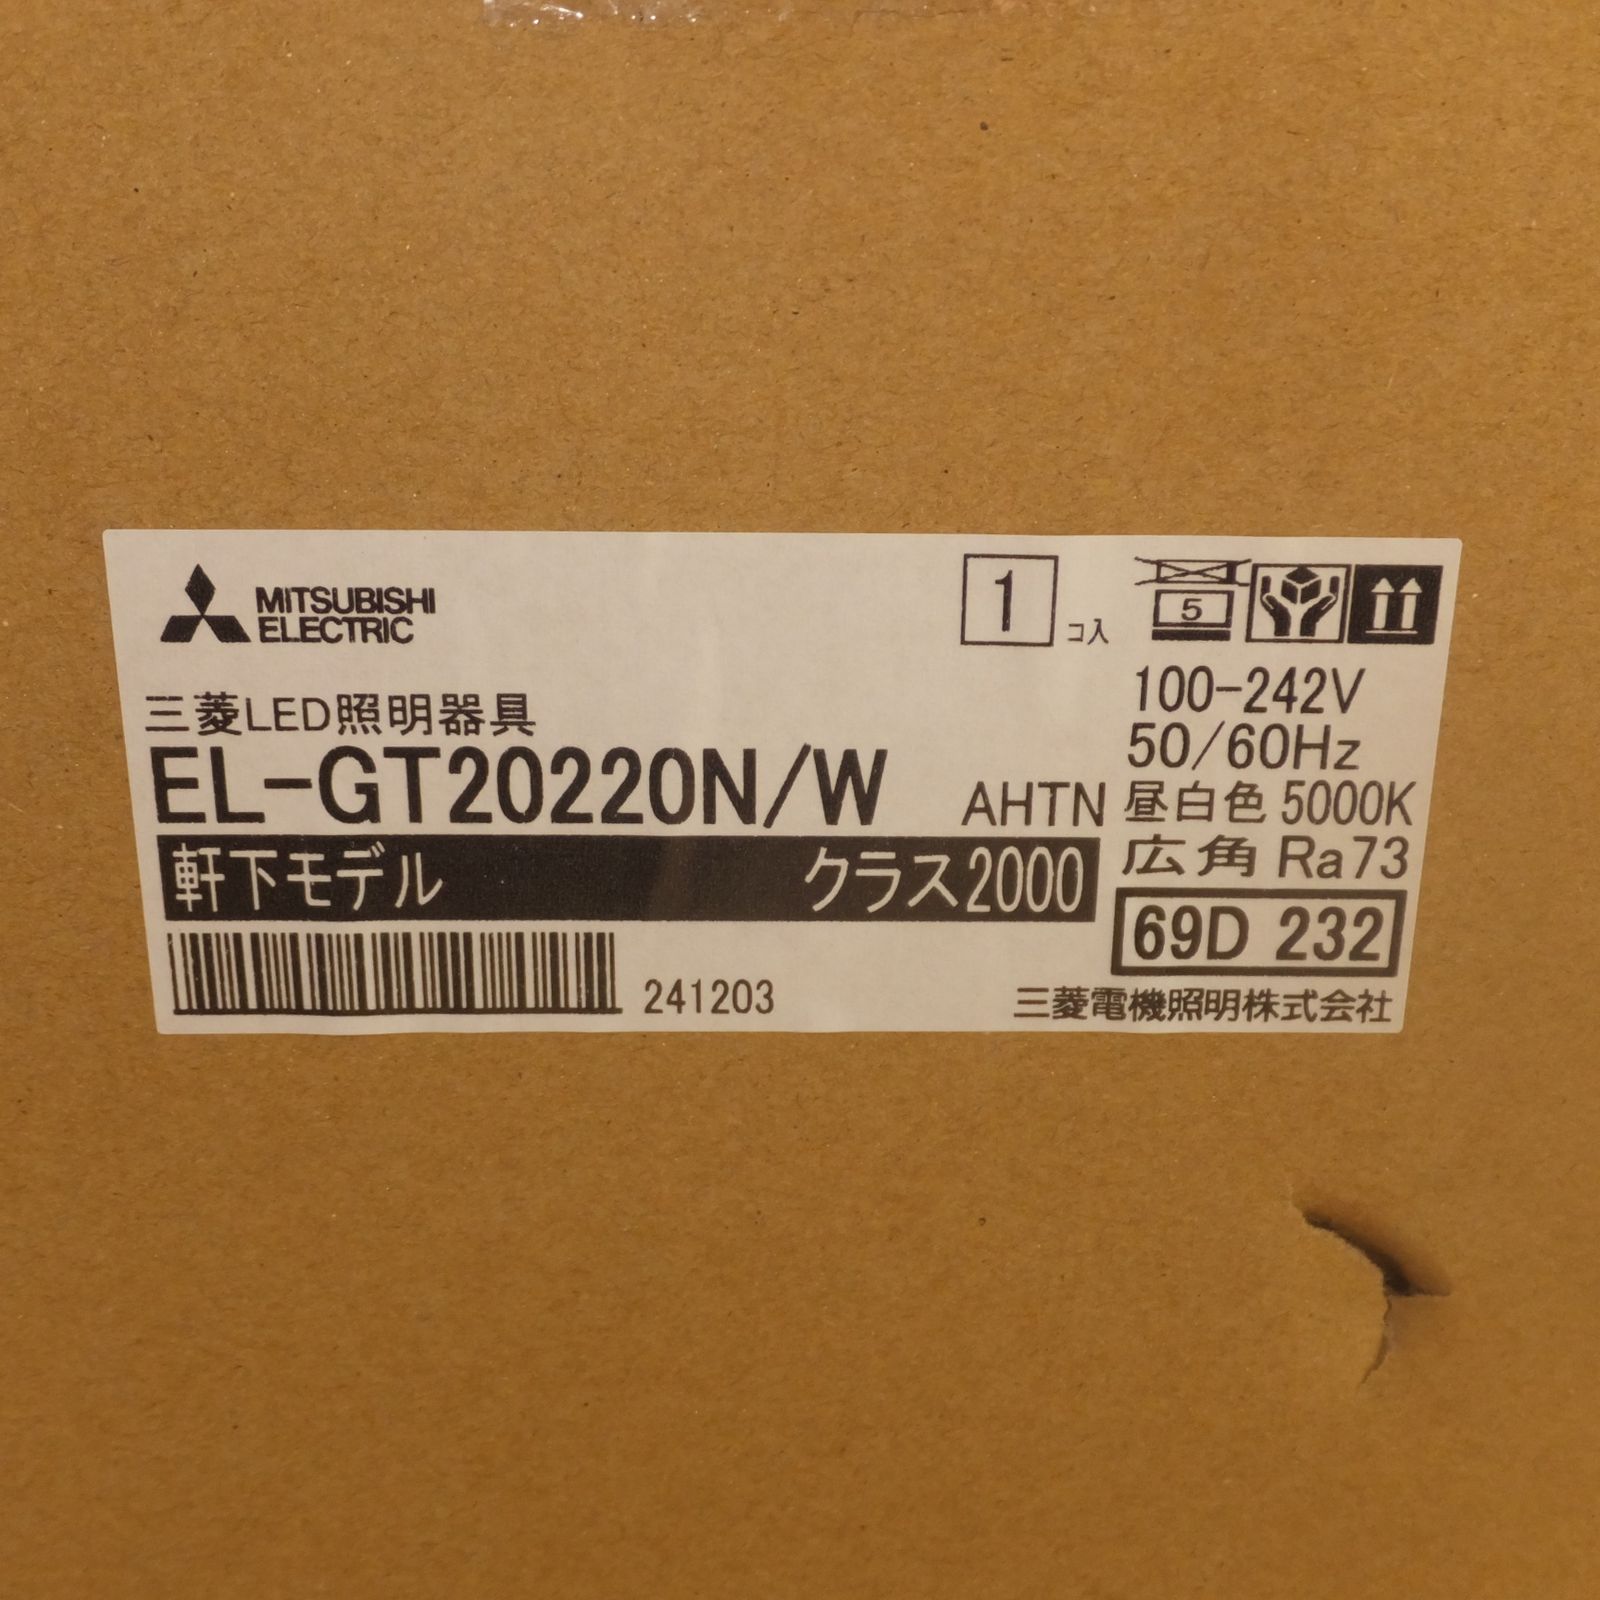 MITSUBISHI
ELECTRIC
1 コ入
5
三菱LED照明器具
EL-GT20220N/W AHTN
軒下モデル クラス2000
241203
100-242V
50/60Hz
昼白色 5000K
広角 Ra73
69D 232
三菱電機照明株式会社